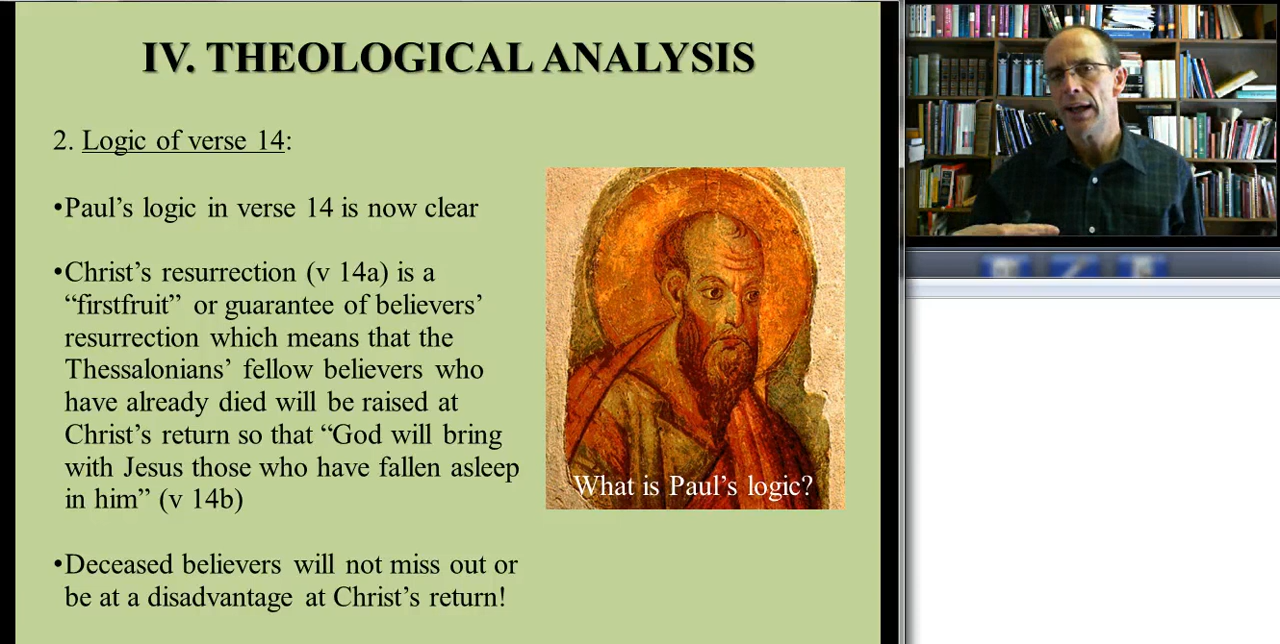 IV. THEOLOGICAL ANALYSIS
2. Logic of verse 14:
•Paul’s logic in verse 14 is now clear
•Christ’s resurrection (v 14a) is a
“firstfruit” or guarantee of believers’
resurrection which means that the
Thessalonians’ fellow believers who
have already died will be raised at
Christ’s return so that “God will bring
with Jesus those who have fallen asleep
in him” (v 14b)
•Deceased believers will not miss out or
be at a disadvantage at Christ’s return!
What is Paul’s logic?